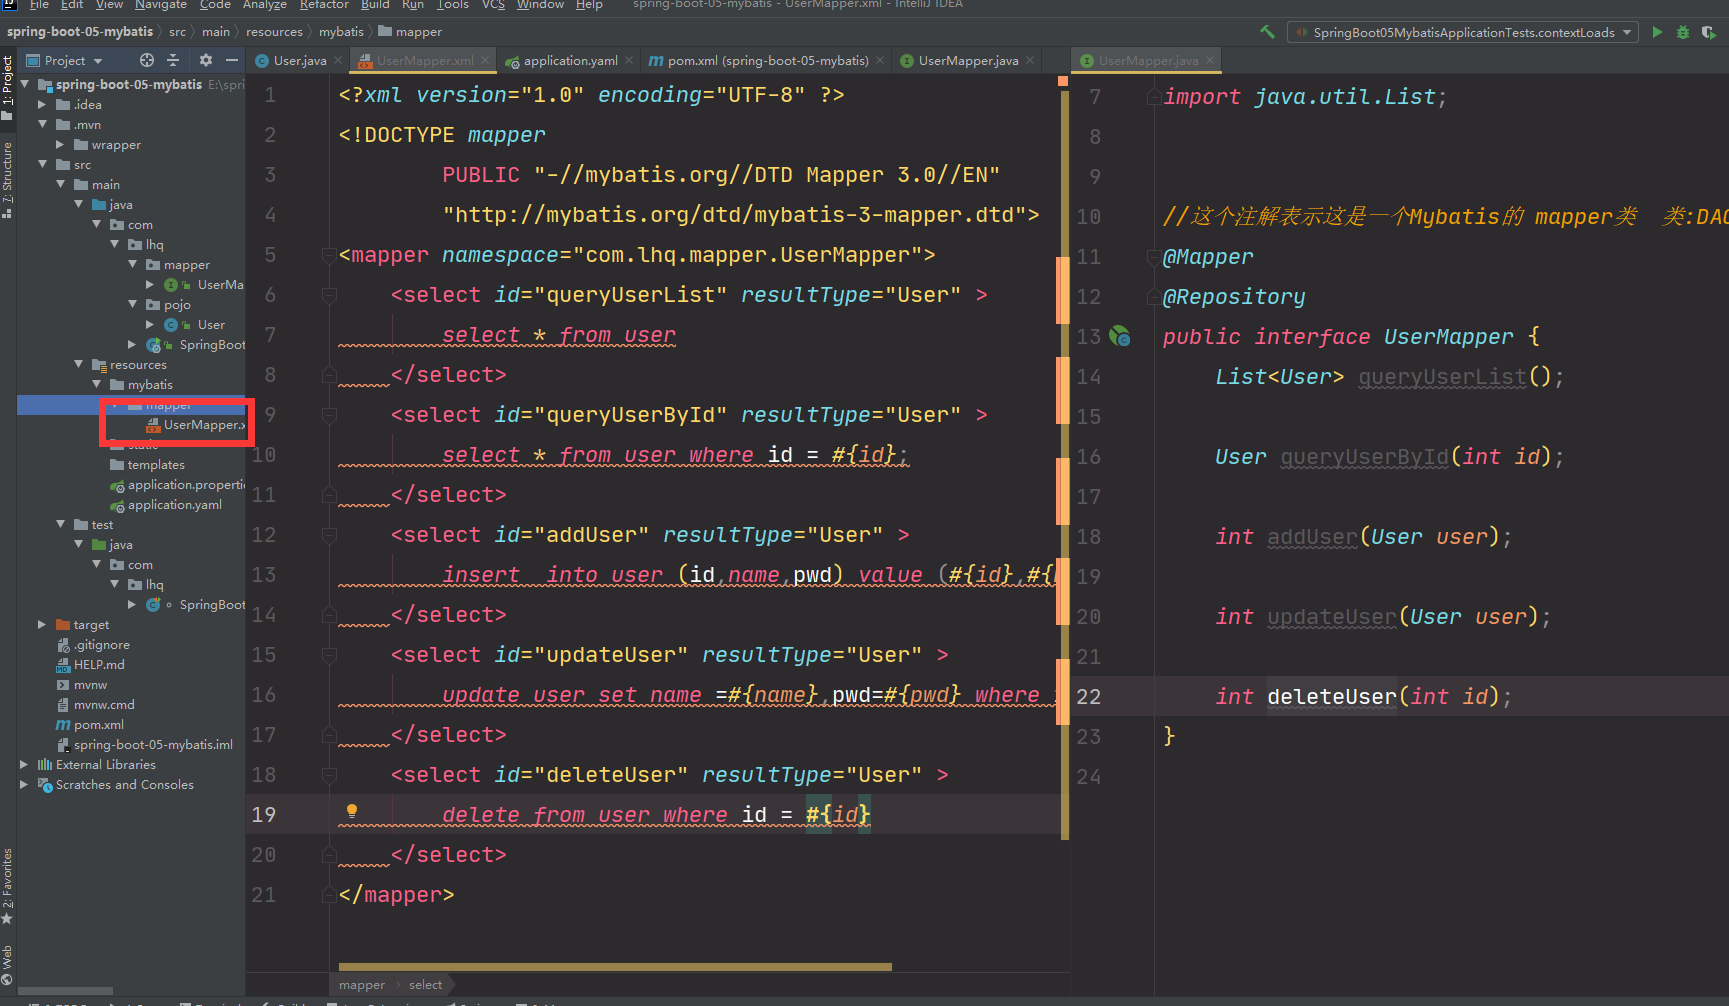 File Edit View Navigate Code Analyze Refactor Build Run Tools VCS Window Help spring-boot-05-mybatis - UserMapper.xml - IntelliJ IDEA
spring-boot-05-mybatis src main resources mybatis mapper SpringBoot05MybatisApplicationTests.contextLoads
Project User.java UserMapper.xml application.yaml pom.xml (spring-boot-05-mybatis) UserMapper.java UserMapper.java
1: Project
7: Structure
2: Favorites
Web
spring-boot-05-mybatis E:\spri
.idea
.mvn
wrapper
src
main
java
com
lhq
mapper
UserMa
pojo
User
SpringBoot
resources
mybatis
mapper
UserMapper.x
static
templates
application.properti
application.yaml
test
java
com
lhq
SpringBoot
target
.gitignore
HELP.md
mvnw
mvnw.cmd
pom.xml
spring-boot-05-mybatis.iml
External Libraries
Scratches and Consoles
1 <?xml version="1.0" encoding="UTF-8" ?>
2 <!DOCTYPE mapper
3 PUBLIC "-//mybatis.org//DTD Mapper 3.0//EN"
4 "http://mybatis.org/dtd/mybatis-3-mapper.dtd">
5 <mapper namespace="com.lhq.mapper.UserMapper">
6 <select id="queryUserList" resultType="User" >
7 select * from user
8 </select>
9 <select id="queryUserById" resultType="User" >
10 select * from user where id = #{id};
11 </select>
12 <select id="addUser" resultType="User" >
13 insert  into user (id,name,pwd) value (#{id},#{
14 </select>
15 <select id="updateUser" resultType="User" >
16 update user set name =#{name},pwd=#{pwd} where
17 </select>
18 <select id="deleteUser" resultType="User" >
19 delete from user where id = #{id}
20 </select>
21 </mapper>
mapper select
7 import java.util.List;
8
9
10 //这个注解表示这是一个Mybatis的 mapper类  类:DAO
11 @Mapper
12 @Repository
13 public interface UserMapper {
14 List<User> queryUserList();
15
16 User queryUserById(int id);
17
18 int addUser(User user);
19
20 int updateUser(User user);
21
22 int deleteUser(int id);
23 }
24